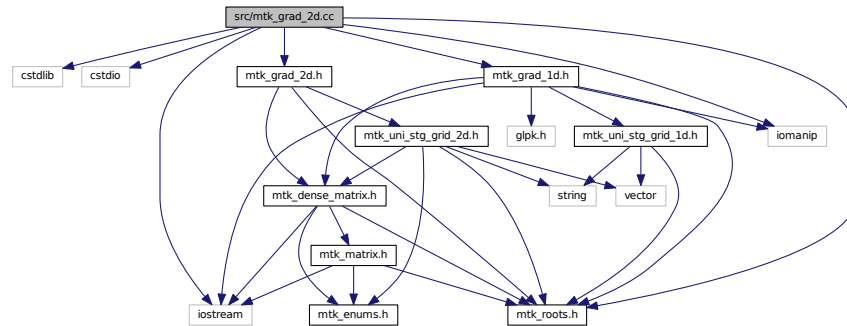 src/mtk_grad_2d.cc
cstdlib
cstdio
mtk_grad_2d.h
mtk_grad_1d.h
mtk_uni_stg_grid_2d.h
glpk.h
mtk_uni_stg_grid_1d.h
iomanip
mtk_dense_matrix.h
string
vector
mtk_matrix.h
iostream
mtk_enums.h
mtk_roots.h